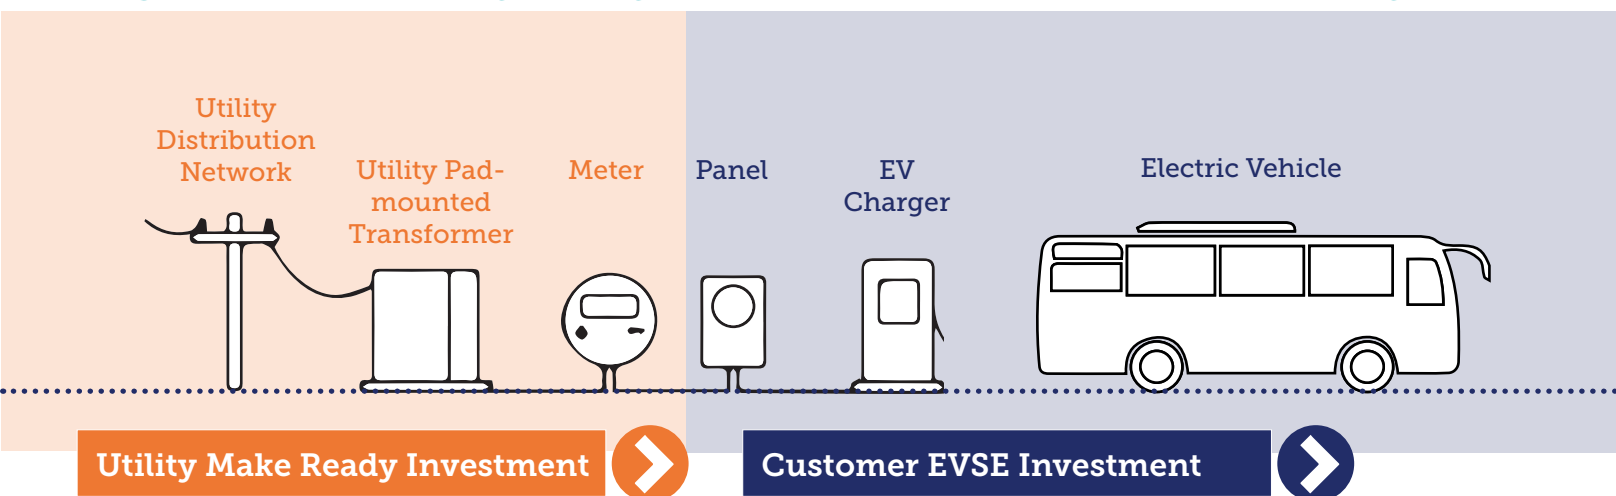 Utility
Distribution
Network
Utility Pad-
mounted
Transformer
Meter
Panel
EV
Charger
Electric Vehicle
Utility Make Ready Investment
Customer EVSE Investment